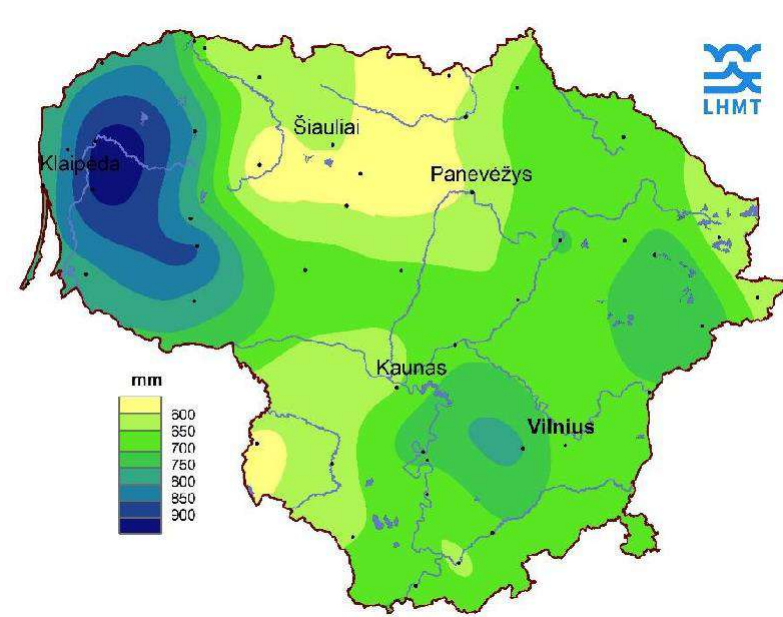 LHMT
Šiauliai
Klaipėda
Panevėžys
Kaunas
Vilnius
mm
600
650
700
750
800
850
900